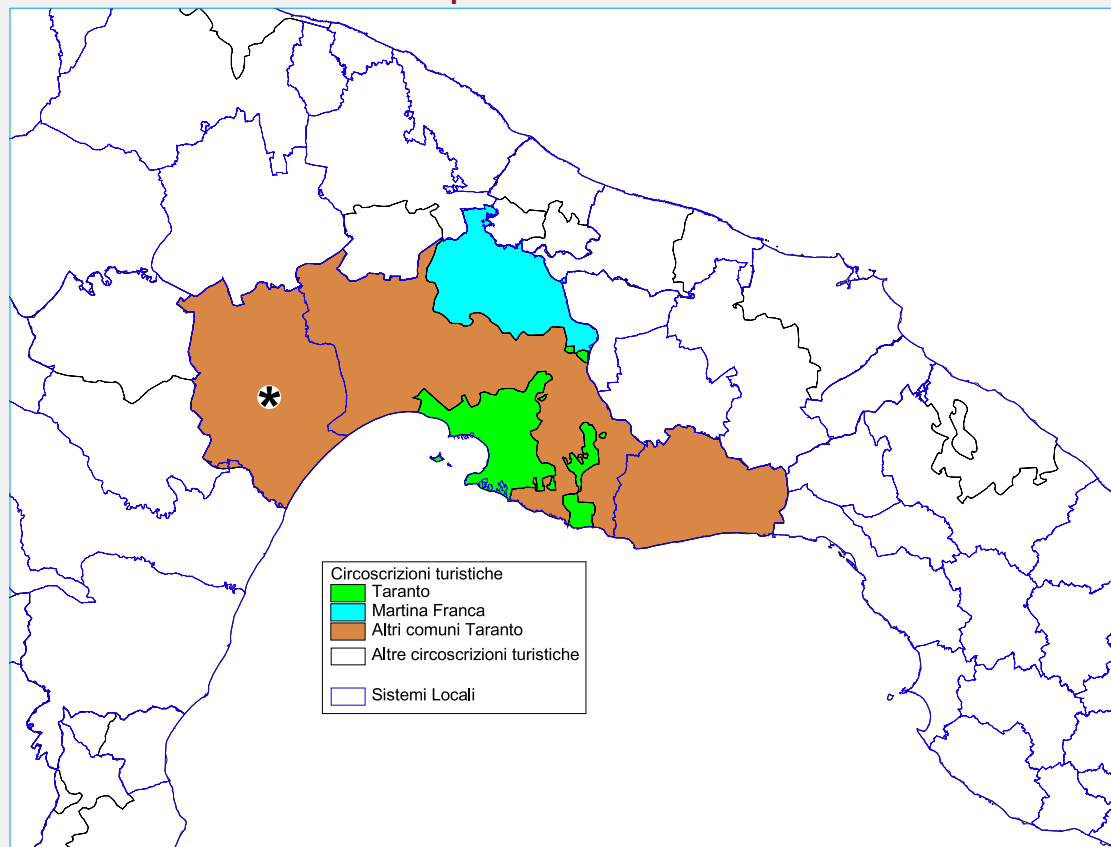 Circoscrizioni turistiche
Taranto
Martina Franca
Altri comuni Taranto
Altre circoscrizioni turistiche
Sistemi Locali